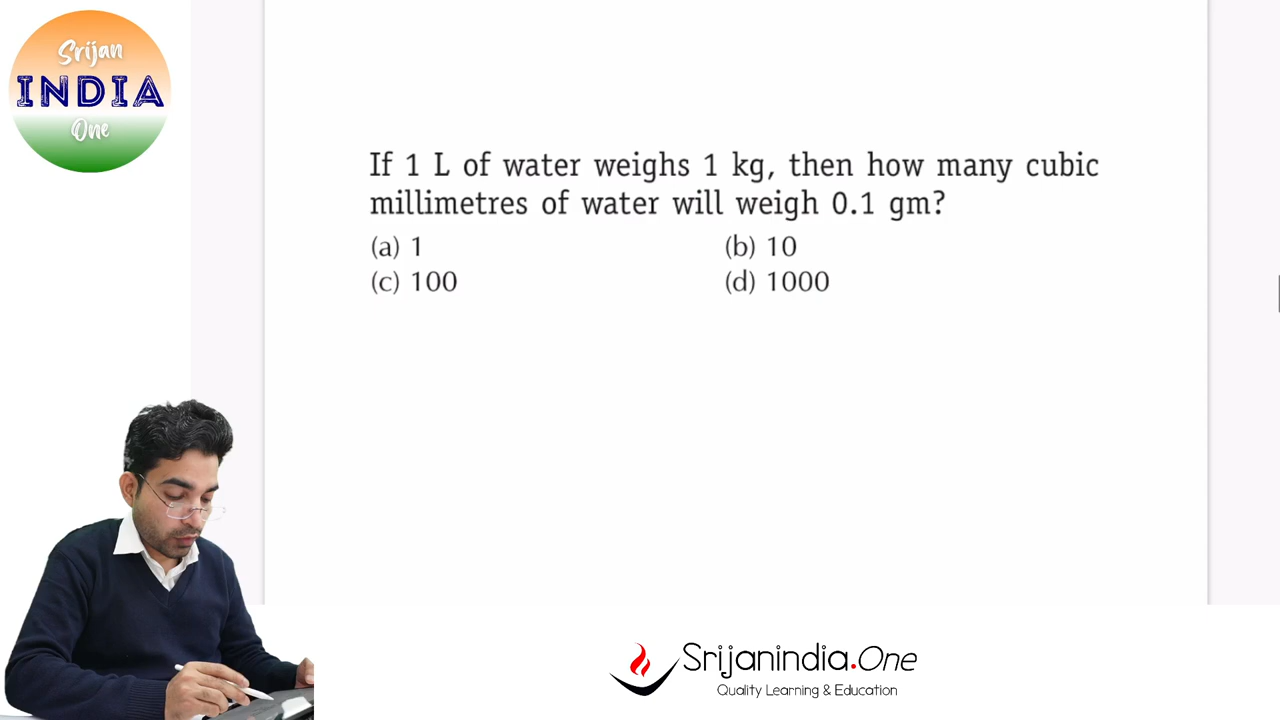 Srijan
INDIA
One
If 1 L of water weighs 1 kg, then how many cubic
millimetres of water will weigh 0.1 gm?
(a) 1 (b) 10
(c) 100 (d) 1000
Srijanindia.One
Quality Learning & Education